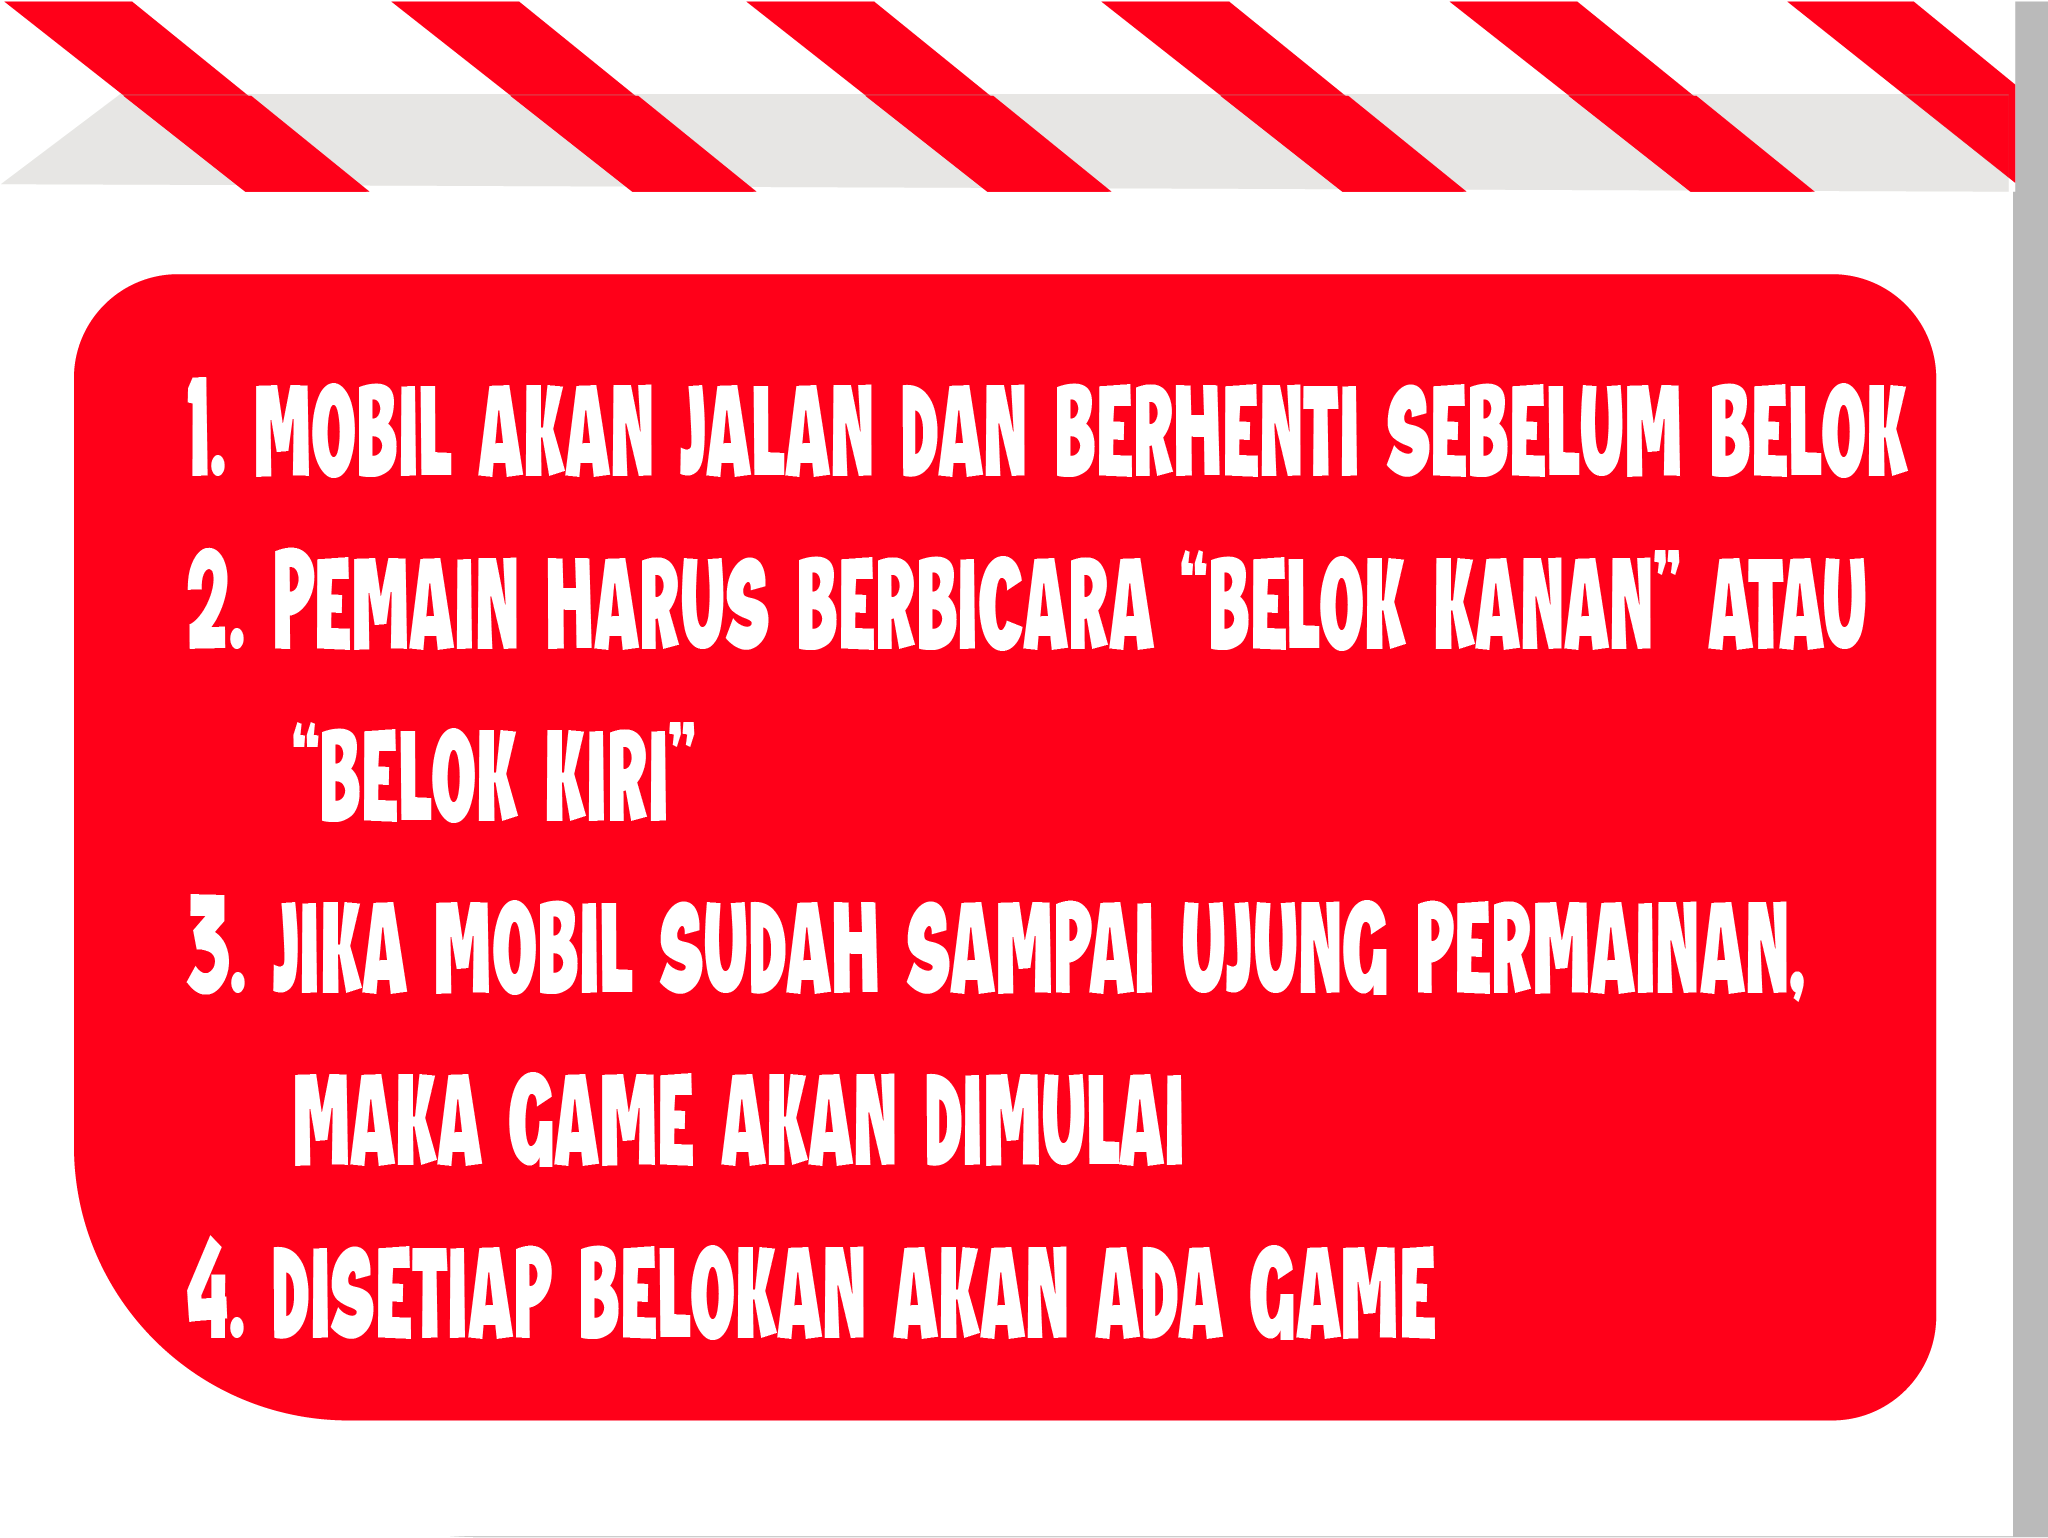 1. MOBIL AKAN JALAN DAN BERHENTI SEBELUM BELOK
2. PEMAIN HARUS BERBICARA “BELOK KANAN” ATAU
“BELOK KIRI”
3. JIKA MOBIL SUDAH SAMPAI UJUNG PERMAINAN,
MAKA GAME AKAN DIMULAI
4. DISETIAP BELOKAN AKAN ADA GAME